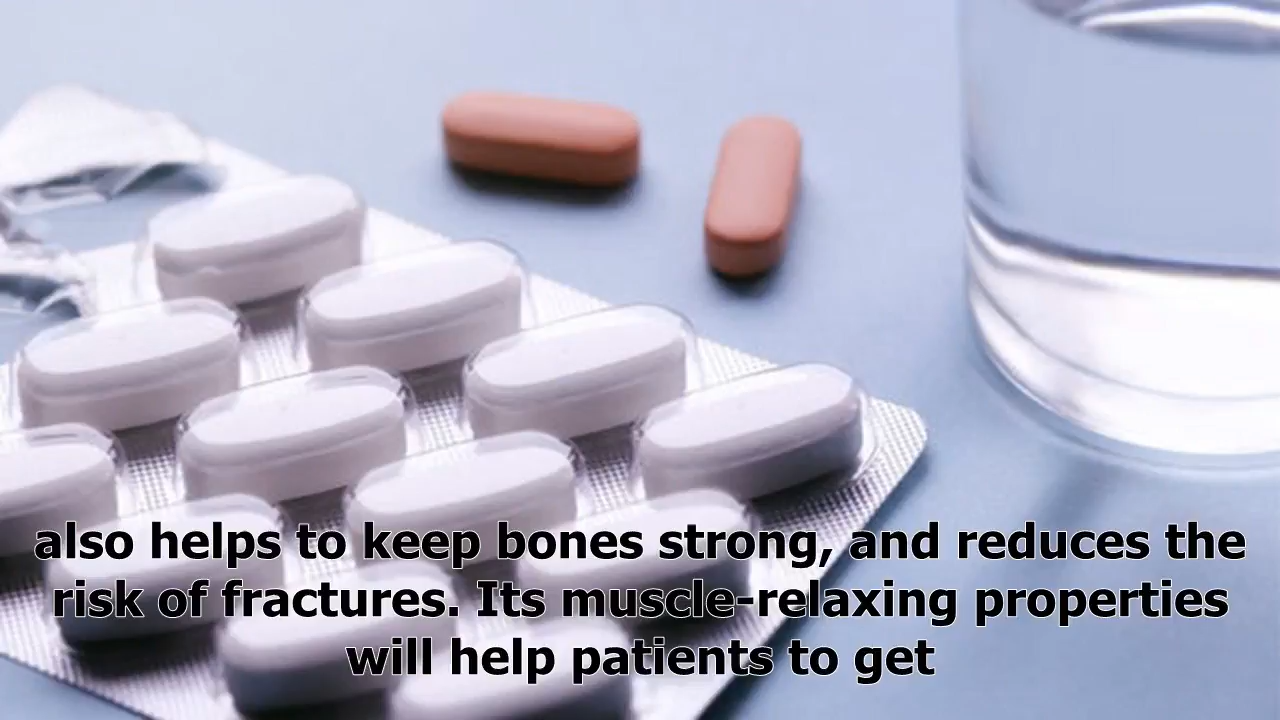 also helps to keep bones strong, and reduces the
risk of fractures. Its muscle-relaxing properties
will help patients to get